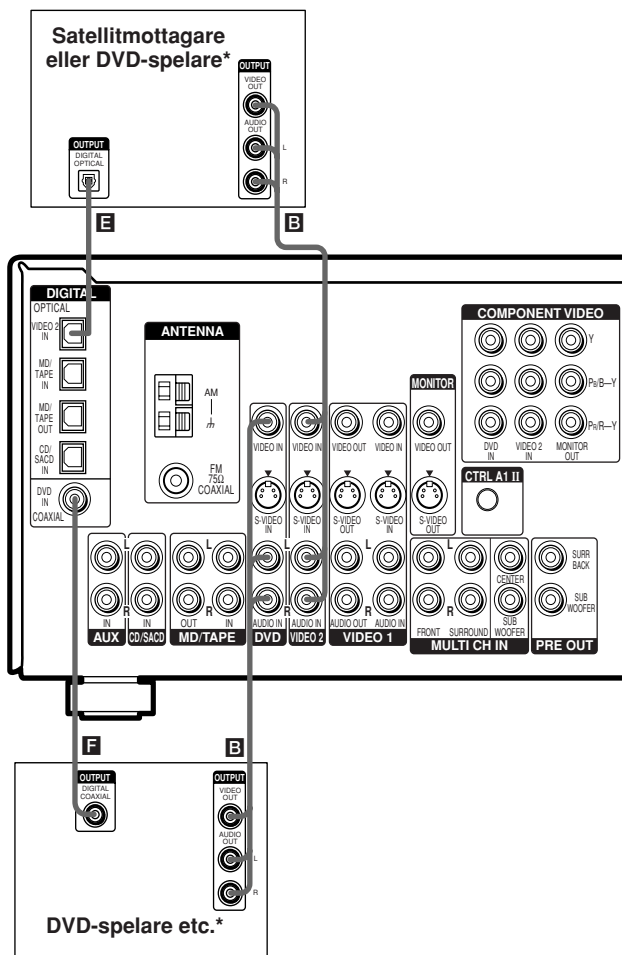 Satellitmottagare
eller DVD-spelare*
OUTPUT
VIDEO
OUT
AUDIO
OUT
L
R
OUTPUT
DIGITAL
OPTICAL
E
B
DIGITAL
OPTICAL
VIDEO 2
IN
MD/
TAPE
IN
MD/
TAPE
OUT
CD/
SACD
IN
DVD
IN
COAXIAL
ANTENNA
AM
FM
75Ω
COAXIAL
COMPONENT VIDEO
Y
PB/B—Y
PR/R—Y
DVD
IN
VIDEO 2
IN
MONITOR
OUT
MONITOR
VIDEO IN
VIDEO IN
VIDEO OUT
VIDEO IN
VIDEO OUT
CTRL A1 II
S-VIDEO
IN
S-VIDEO
IN
S-VIDEO
OUT
S-VIDEO
IN
S-VIDEO
OUT
L
L
L
L
L
SURR
BACK
CENTER
R
R
R
R
R
SUB
WOOFER
IN
IN
OUT
IN
AUDIO IN
AUDIO IN
AUDIO OUT
AUDIO IN
FRONT
SURROUND
SUB
WOOFER
AUX
CD/SACD
MD/TAPE
DVD
VIDEO 2
VIDEO 1
MULTI CH IN
PRE OUT
F
B
OUTPUT
DIGITAL
COAXIAL
OUTPUT
VIDEO
OUT
AUDIO
OUT
L
R
DVD-spelare etc.*